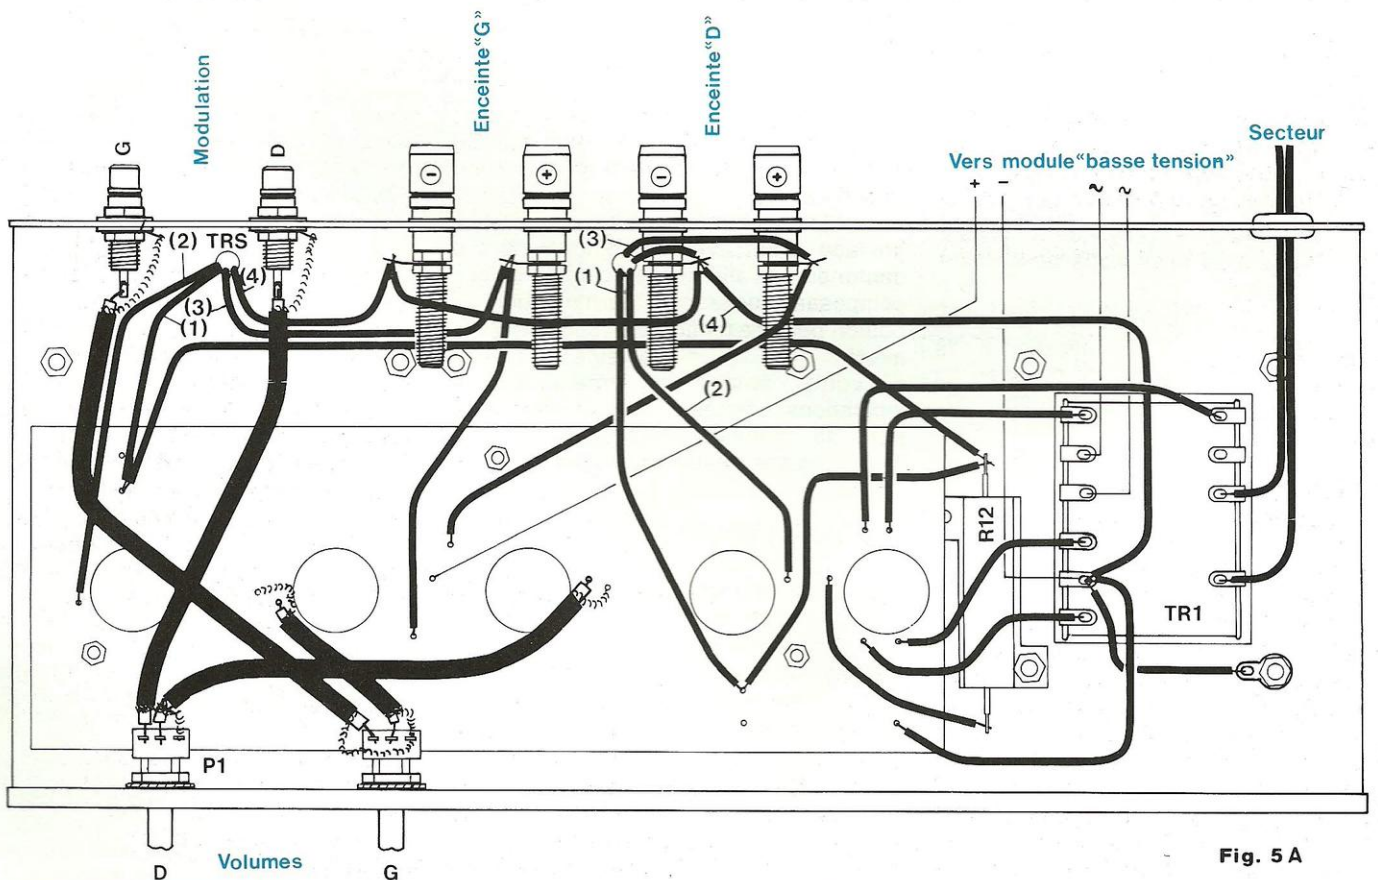 Modulation
Enceinte“G”
Enceinte“D”
G
D
Secteur
Vers module“basse tension”
+
−
~
~
−
+
−
+
(2)
TRS
(4)
(3)
(1)
(3)
(1)
(4)
(2)
R12
TR1
P1
D
Volumes
G
Fig. 5 A